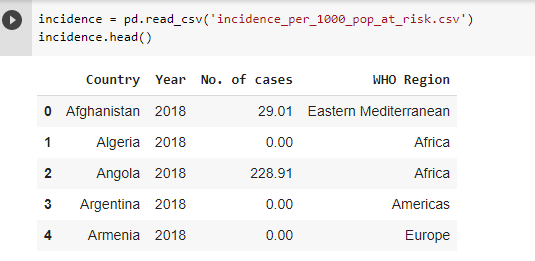 incidence = pd.read_csv('incidence_per_1000_pop_at_risk.csv')
incidence.head()
Country Year No. of cases WHO Region
0 Afghanistan 2018 29.01 Eastern Mediterranean
1 Algeria 2018 0.00 Africa
2 Angola 2018 228.91 Africa
3 Argentina 2018 0.00 Americas
4 Armenia 2018 0.00 Europe